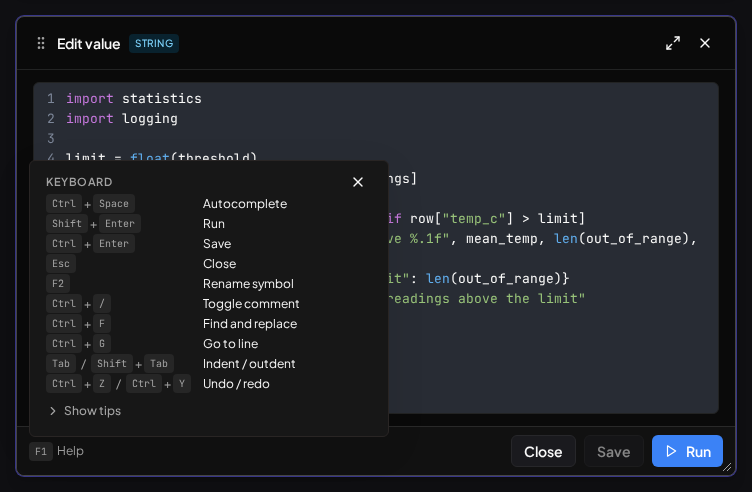 Edit value STRING
1 import statistics
2 import logging
3
4 limit = float(threshold)
ngs]
if row["temp_c"] > limit]
ve %.1f", mean_temp, len(out_of_range),
it": len(out_of_range)}
readings above the limit"
KEYBOARD
Ctrl + Space Autocomplete
Shift + Enter Run
Ctrl + Enter Save
Esc Close
F2 Rename symbol
Ctrl + / Toggle comment
Ctrl + F Find and replace
Ctrl + G Go to line
Tab / Shift + Tab Indent / outdent
Ctrl + Z / Ctrl + Y Undo / redo
Show tips
F1 Help
Close Save Run